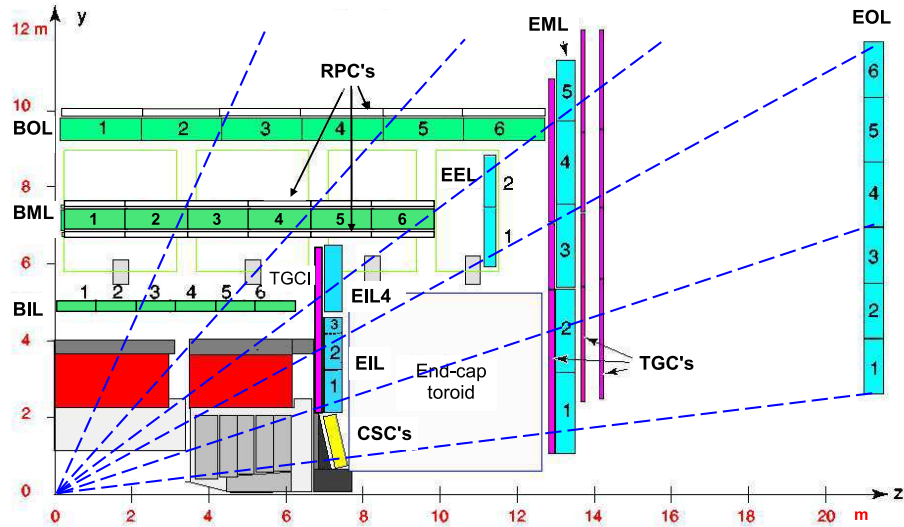 12 m
y
EML
EOL
RPC's
5
6
10
BOL
1 2 3 4 5 6
5
4
EEL
2
8
4
BML
1 2 3 4 5 6
1
3
6
TGCI
3
1 2 3 4 5 6
EIL4
BIL
2
4
3
2
2
EIL
End-cap
toroid
TGC's
1
1
2
1
CSC's
0
z
0 2 4 6 8 10 12 14 16 18 20 m